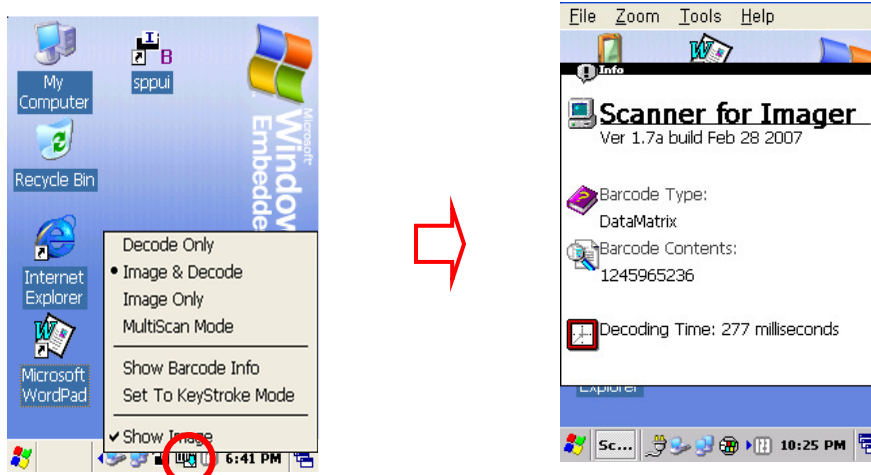 My
Computer
sppui
Recycle Bin
Internet
Explorer
Microsoft
WordPad
Microsoft
Window
Embedde
Decode Only
Image & Decode
Image Only
MultiScan Mode
Show Barcode Info
Set To KeyStroke Mode
Show Image
6:41 PM
File Zoom Tools Help
Info
Scanner for Imager
Ver 1.7a build Feb 28 2007
Barcode Type:
DataMatrix
Barcode Contents:
1245965236
Decoding Time: 277 milliseconds
Explorer
Sc... 10:25 PM